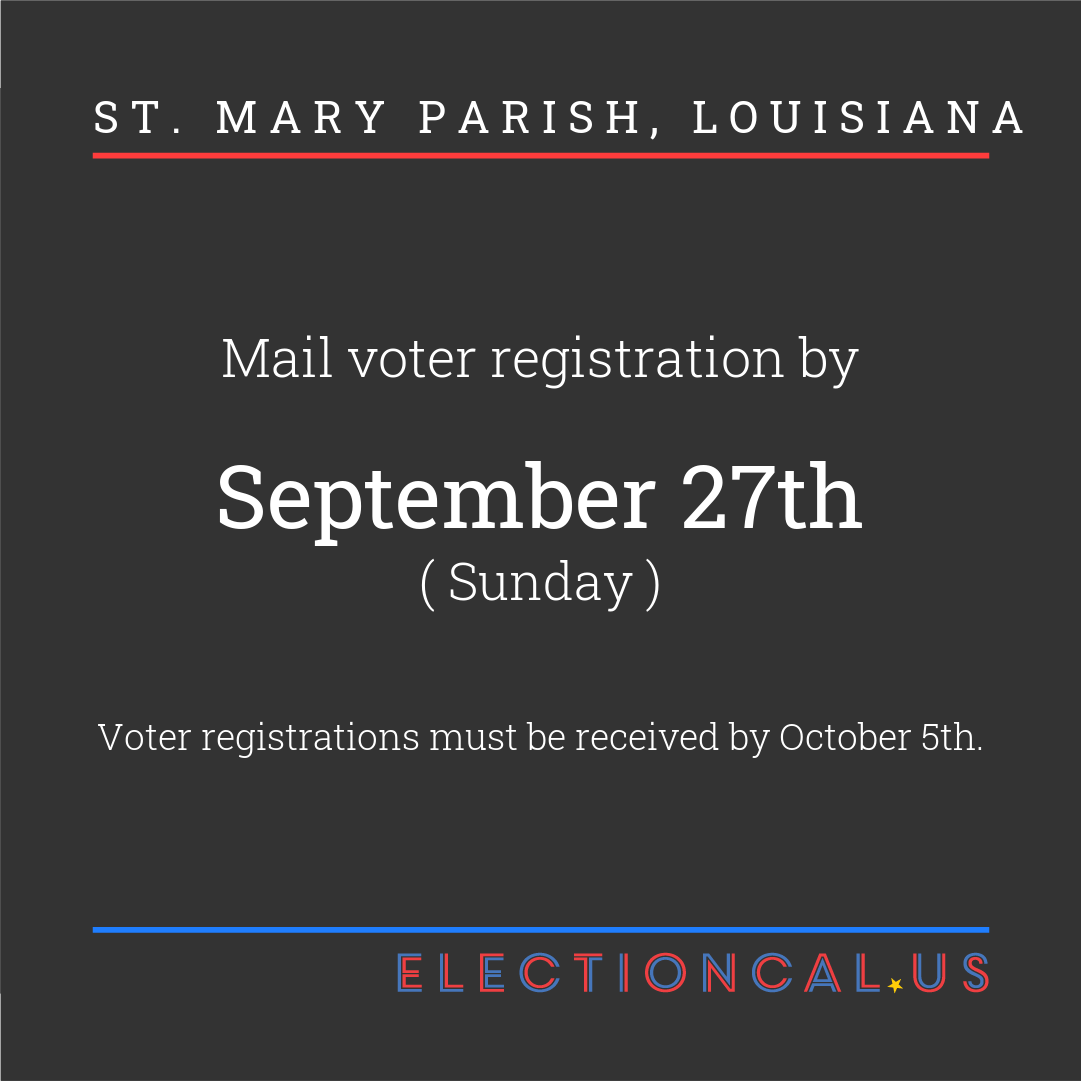 ST. MARY PARISH, LOUISIANA
Mail voter registration by
September 27th
( Sunday )
Voter registrations must be received by October 5th.
ELECTIONCAL.US